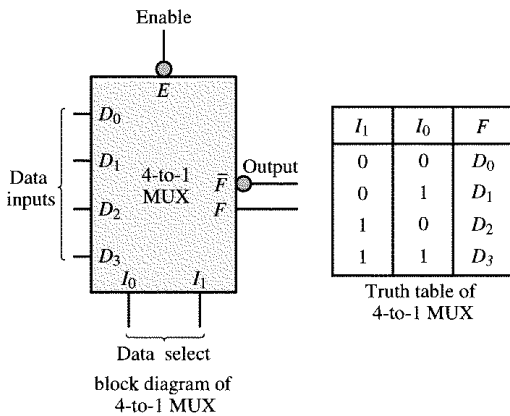 Enable
E
D₀
D₁
D₂
D₃
Data
inputs
4-to-1
MUX
F̅
F
Output
I₀ I₁
Data select
block diagram of
4-to-1 MUX
I₁ I₀ F
0 0 D₀
0 1 D₁
1 0 D₂
1 1 D₃
Truth table of
4-to-1 MUX